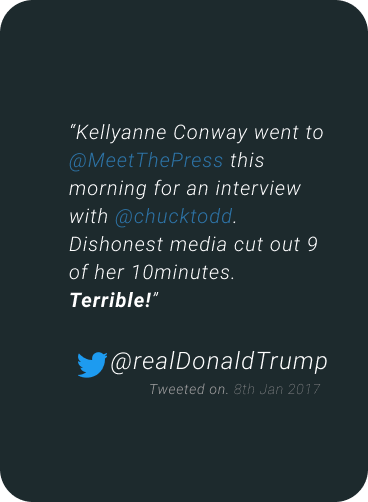 “Kellyanne Conway went to
@MeetThePress this
morning for an interview
with @chucktodd.
Dishonest media cut out 9
of her 10minutes.
Terrible!”
@realDonaldTrump
Tweeted on. 8th Jan 2017